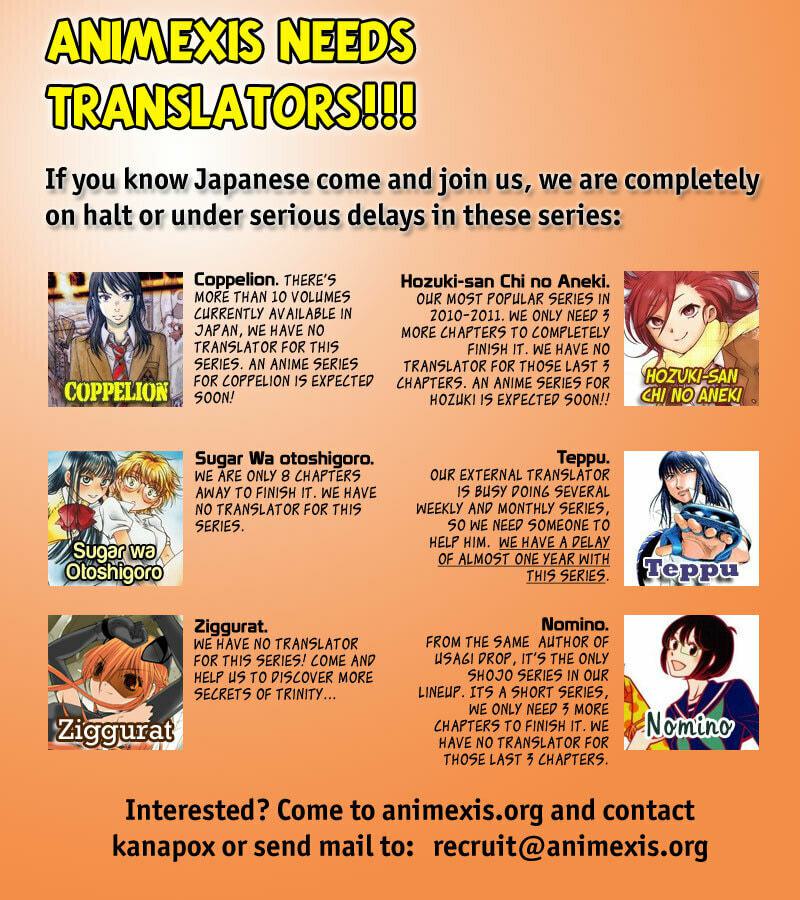 ANIMEXIS NEEDS
TRANSLATORS!!!
If you know Japanese come and join us, we are completely
on halt or under serious delays in these series:
COPPELION
Coppelion. THERE'S
MORE THAN 10 VOLUMES
CURRENTLY AVAILABLE IN
JAPAN, WE HAVE NO
TRANSLATOR FOR THIS
SERIES. AN ANIME SERIES
FOR COPPELION IS EXPECTED
SOON!
Hozuki-san Chi no Aneki.
OUR MOST POPULAR SERIES IN
2010-2011. WE ONLY NEED 3
MORE CHAPTERS TO COMPLETELY
FINISH IT. WE HAVE NO
TRANSLATOR FOR THOSE LAST 3
CHAPTERS. AN ANIME SERIES FOR
HOZUKI IS EXPECTED SOON!!
HOZUKI-SAN
CHI NO ANEKI
Sugar wa
Otoshigoro
Sugar Wa otoshigoro.
WE ARE ONLY 8 CHAPTERS
AWAY TO FINISH IT. WE HAVE
NO TRANSLATOR FOR THIS
SERIES.
Teppu.
OUR EXTERNAL TRANSLATOR
IS BUSY DOING SEVERAL
WEEKLY AND MONTHLY SERIES,
SO WE NEED SOMEONE TO
HELP HIM. WE HAVE A DELAY
OF ALMOST ONE YEAR WITH
THIS SERIES.
Teppu
Ziggurat
Ziggurat.
WE HAVE NO TRANSLATOR
FOR THIS SERIES! COME AND
HELP US TO DISCOVER MORE
SECRETS OF TRINITY...
Nomino.
FROM THE SAME AUTHOR OF
USAGI DROP, IT'S THE ONLY
SHOJO SERIES IN OUR
LINEUP. ITS A SHORT SERIES,
WE ONLY NEED 3 MORE
CHAPTERS TO FINISH IT. WE
HAVE NO TRANSLATOR FOR
THOSE LAST 3 CHAPTERS.
Nomino
Interested? Come to animexis.org and contact
kanapox or send mail to: recruit@animexis.org